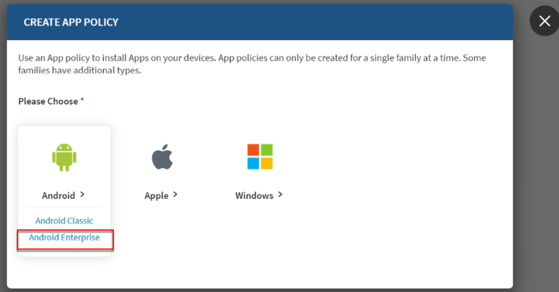 CREATE APP POLICY
Use an App policy to install Apps on your devices. App policies can only be created for a single family at a time. Some
families have additional types.
Please Choose *
Android >
Apple >
Windows >
Android Classic
Android Enterprise